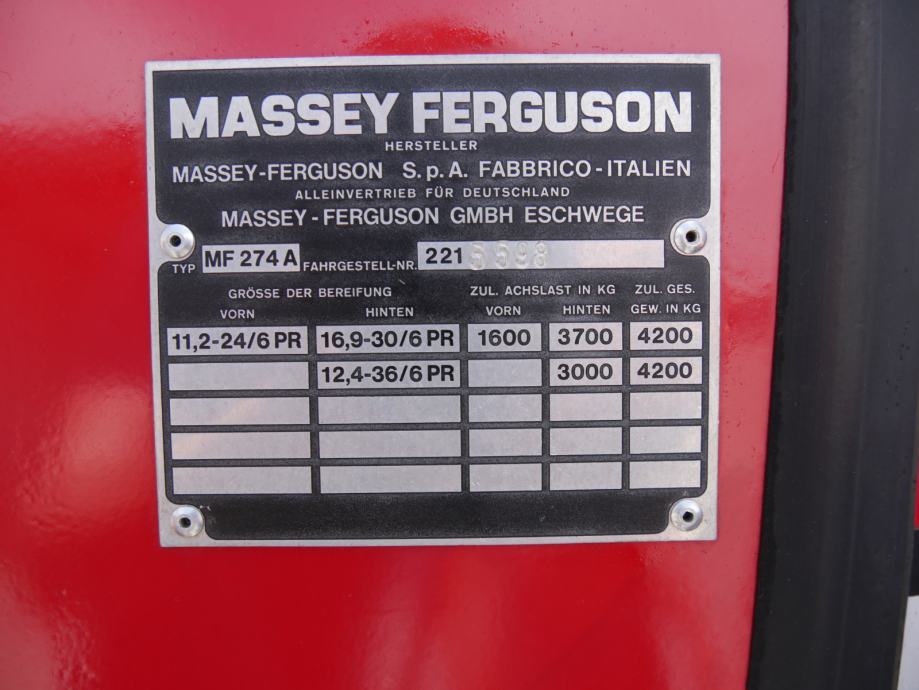 MASSEY FERGUSON
HERSTELLER
MASSEY-FERGUSON S.p.A. FABBRICO-ITALIEN
ALLEINVERTRIEB FÜR DEUTSCHLAND
MASSEY-FERGUSON GMBH ESCHWEGE
TYP MF 274 A FAHRGESTELL-NR. 221 5598
GRÖSSE DER BEREIFUNG ZUL. ACHSLAST IN KG ZUL. GES.
VORN HINTEN VORN HINTEN GEW. IN KG
11,2-24/6 PR 16,9-30/6 PR 1600 3700 4200
12,4-36/6 PR 3000 4200